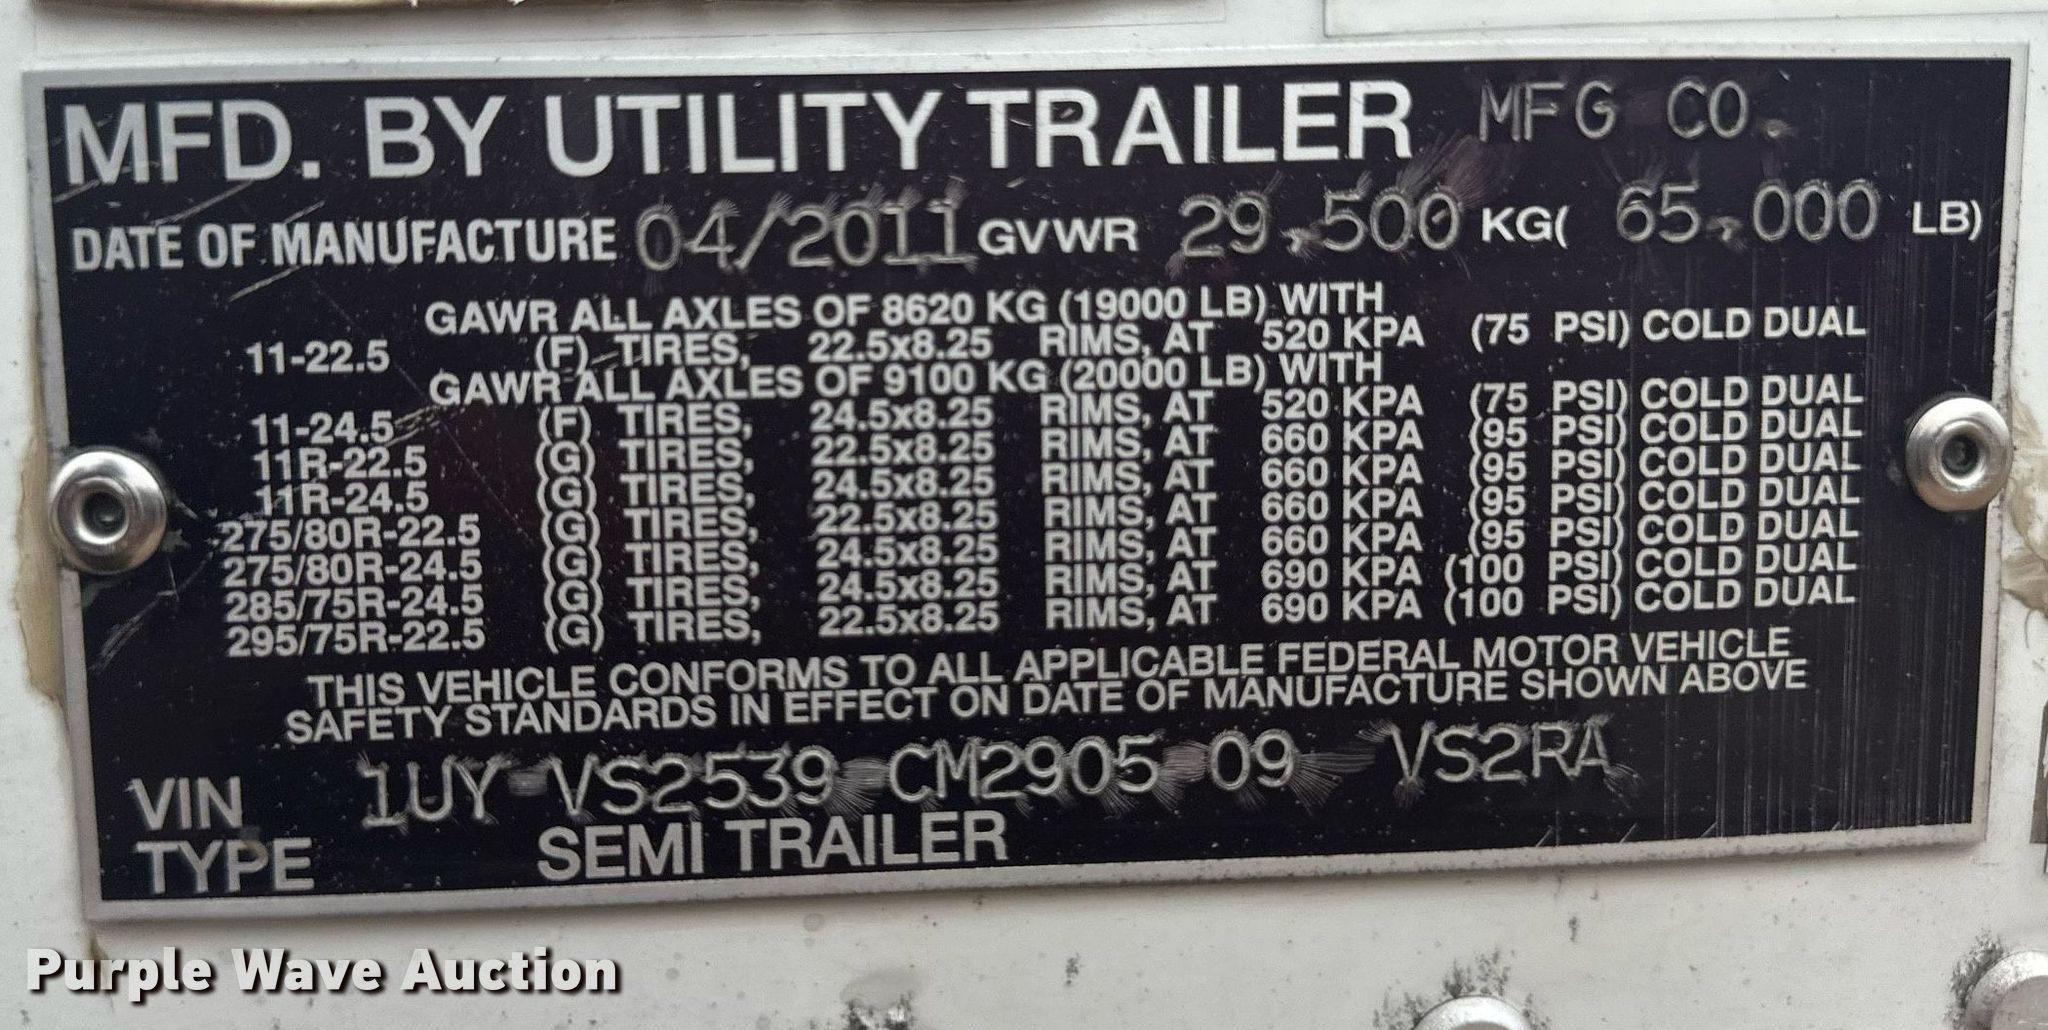 MFD. BY UTILITY TRAILER MFG CO.
DATE OF MANUFACTURE 04/2011 GVWR 29,500 KG( 65,000 LB)
GAWR ALL AXLES OF 8620 KG (19000 LB) WITH
11-22.5 (F) TIRES, 22.5x8.25 RIMS, AT 520 KPA (75 PSI) COLD DUAL
GAWR ALL AXLES OF 9100 KG (20000 LB) WITH
11-24.5 (F) TIRES, 24.5x8.25 RIMS, AT 520 KPA (75 PSI) COLD DUAL
11R-22.5 (G) TIRES, 22.5x8.25 RIMS, AT 660 KPA (95 PSI) COLD DUAL
11R-24.5 (G) TIRES, 24.5x8.25 RIMS, AT 660 KPA (95 PSI) COLD DUAL
275/80R-22.5 (G) TIRES, 22.5x8.25 RIMS, AT 660 KPA (95 PSI) COLD DUAL
275/80R-24.5 (G) TIRES, 24.5x8.25 RIMS, AT 660 KPA (95 PSI) COLD DUAL
285/75R-24.5 (G) TIRES, 24.5x8.25 RIMS, AT 690 KPA (100 PSI) COLD DUAL
295/75R-22.5 (G) TIRES, 22.5x8.25 RIMS, AT 690 KPA (100 PSI) COLD DUAL
THIS VEHICLE CONFORMS TO ALL APPLICABLE FEDERAL MOTOR VEHICLE
SAFETY STANDARDS IN EFFECT ON DATE OF MANUFACTURE SHOWN ABOVE
VIN 1UY VS2539 CM2905 09 VS2RA
TYPE SEMI TRAILER
Purple Wave Auction